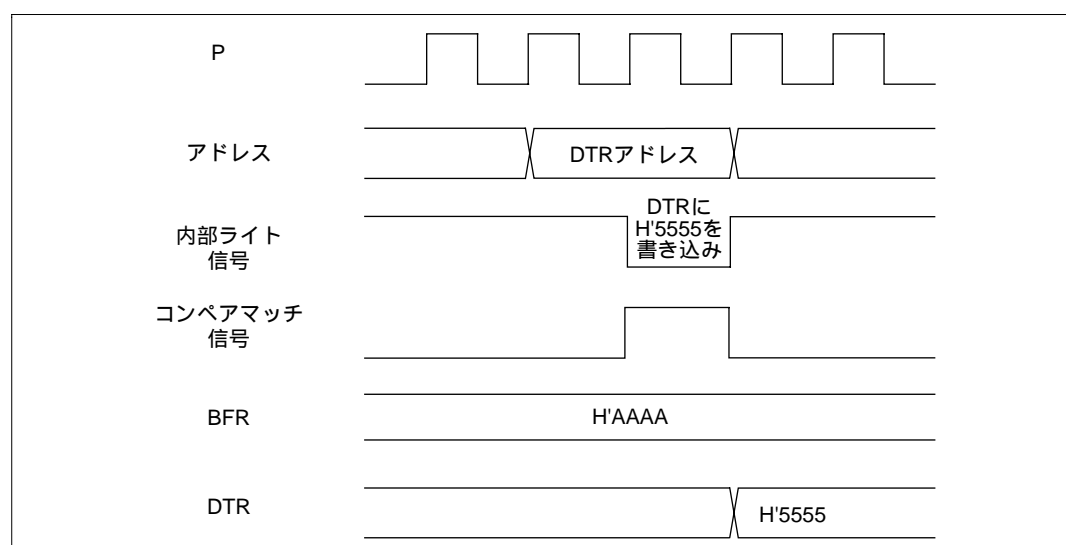 P
アドレス
DTRアドレス
内部ライト
信号
DTRに
H'5555を
書き込み
コンペアマッチ
信号
BFR
H'AAAA
DTR
H'5555